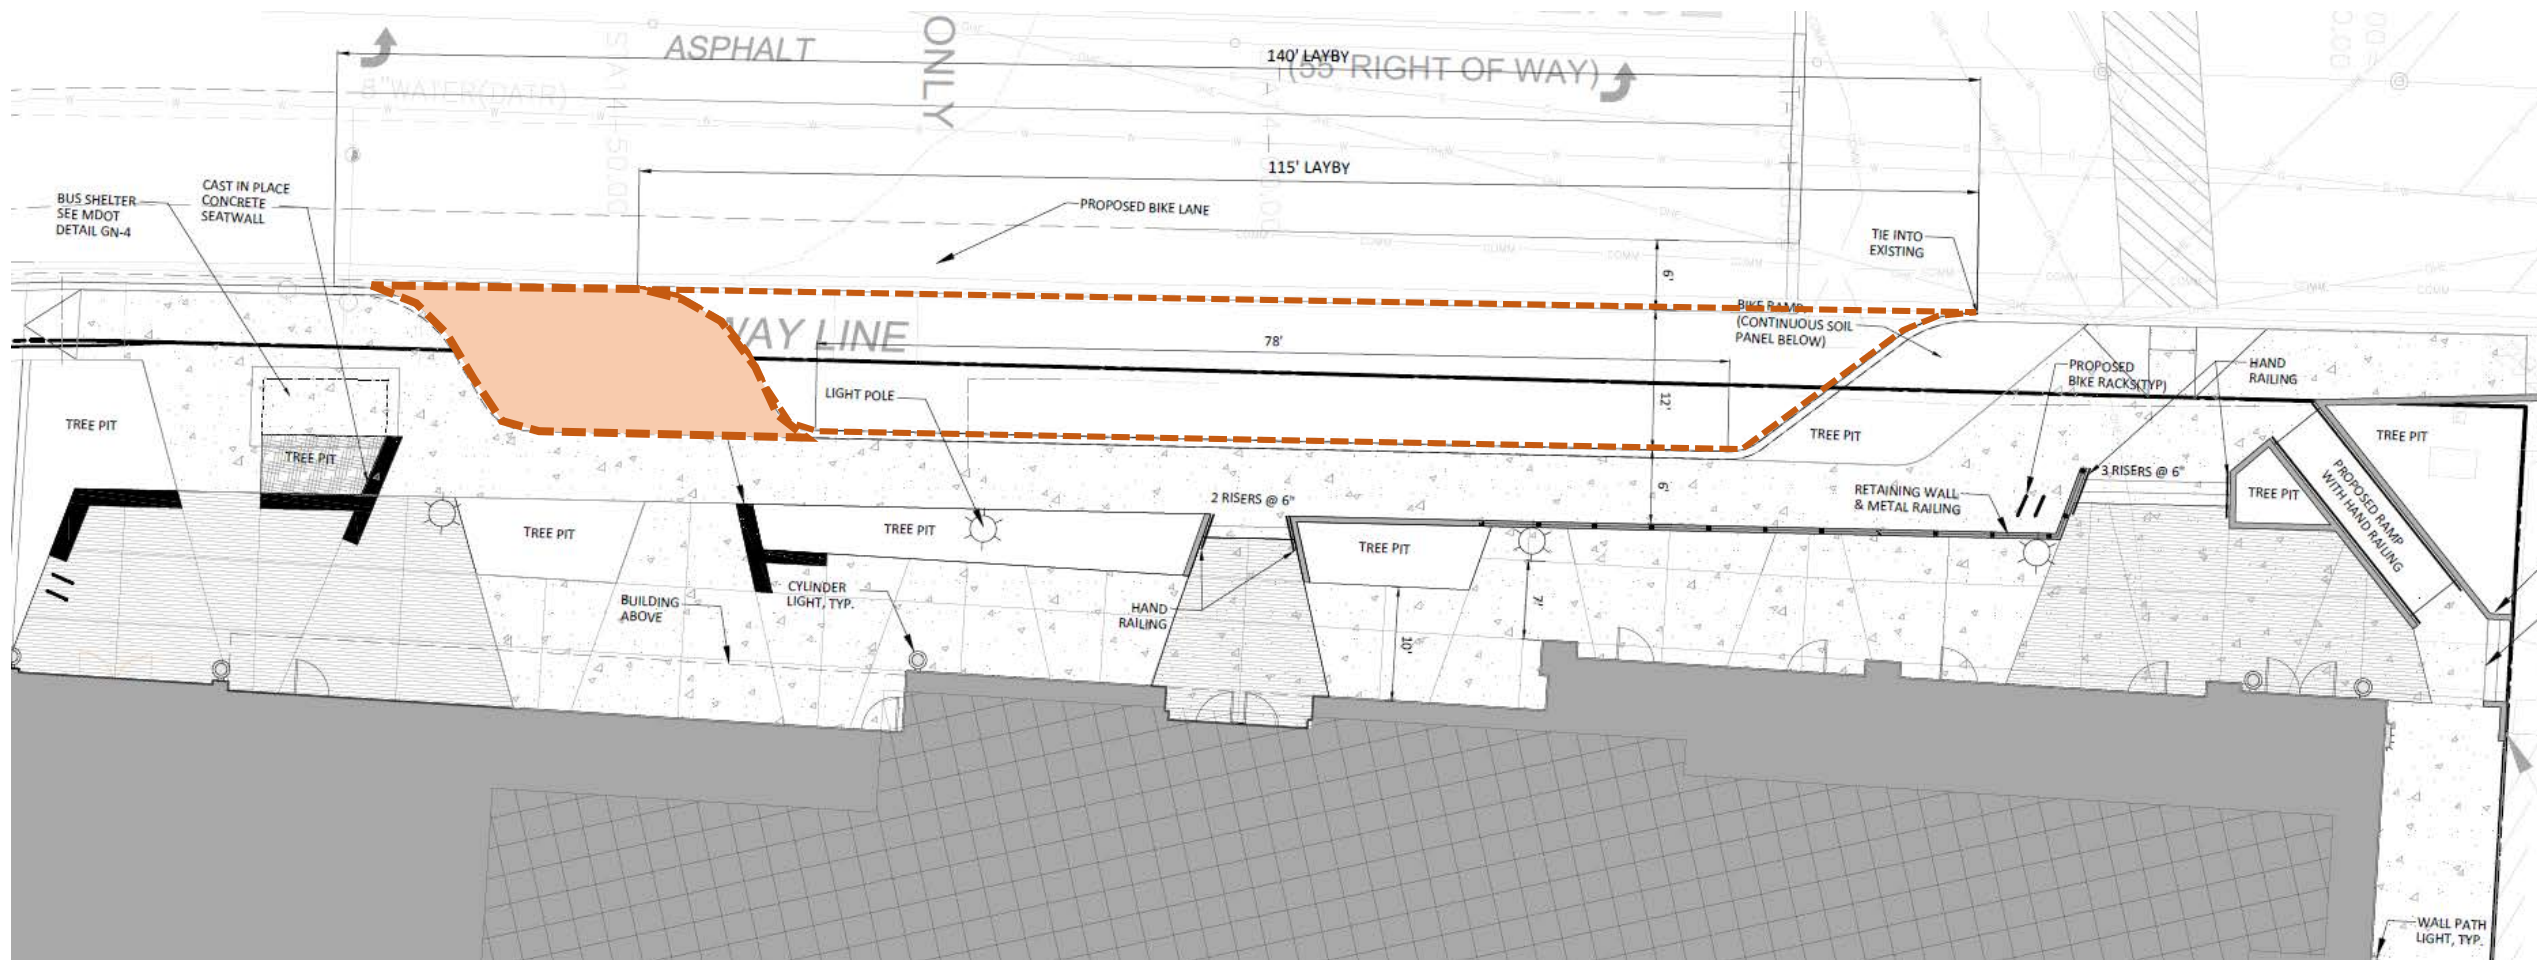 ASPHALT
ONLY
140' LAYBY
(55' RIGHT OF WAY)
8"WATER(DATR)
115' LAYBY
BUS SHELTER
SEE MDOT
DETAIL GN-4
CAST IN PLACE
CONCRETE
SEATWALL
PROPOSED BIKE LANE
TIE INTO
EXISTING
6'
BIKE RAMP
(CONTINUOUS SOIL
PANEL BELOW)
WAY LINE
78'
LIGHT POLE
12'
PROPOSED
BIKE RACKS(TYP)
HAND
RAILING
TREE PIT
TREE PIT
TREE PIT
TREE PIT
3 RISERS @ 6"
TREE PIT
PROPOSED RAMP
WITH HAND RAILING
6'
2 RISERS @ 6"
RETAINING WALL
& METAL RAILING
TREE PIT
TREE PIT
TREE PIT
CYLINDER
LIGHT, TYP.
BUILDING
ABOVE
HAND
RAILING
7'
10'
WALL PATH
LIGHT, TYP.